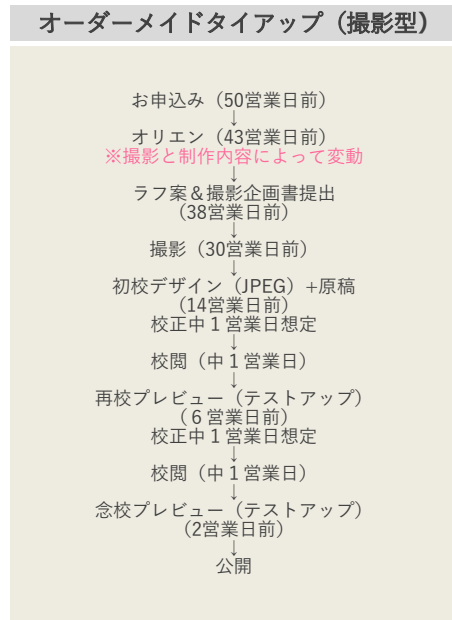 オーダーメイドタイアップ（撮影型）
お申込み（50営業日前）
↓
オリエン（43営業日前）
※撮影と制作内容によって変動
↓
ラフ案＆撮影企画書提出
（38営業日前）
↓
撮影（30営業日前）
↓
初校デザイン（JPEG）+原稿
（14営業日前）
校正中１営業日想定
↓
校閲（中１営業日）
↓
再校プレビュー（テストアップ）
（６営業日前）
校正中１営業日想定
↓
校閲（中１営業日）
↓
念校プレビュー（テストアップ）
（2営業日前）
↓
公開